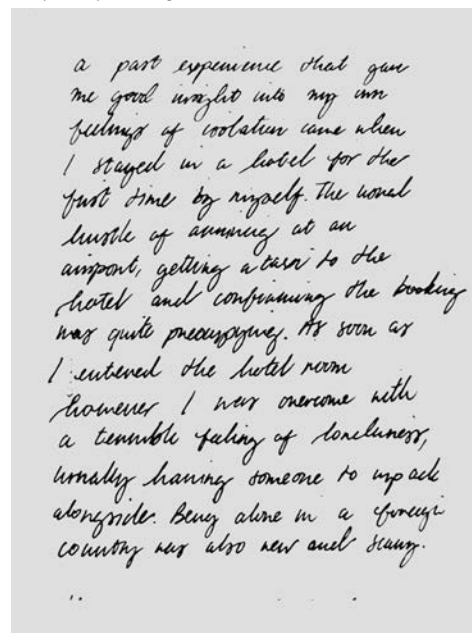 a past experience that gave
me good insight into my own
feelings of isolation came when
I stayed in a hotel for the
first time by myself. The usual
hustle of arriving at an
airport, getting a taxi to the
hotel and confirming the booking
was quite preoccupying. As soon as
I entered the hotel room
however I was overcome with
a terrible feeling of loneliness,
usually having someone to unpack
alongside. Being alone in a foreign
country was also new and scary.